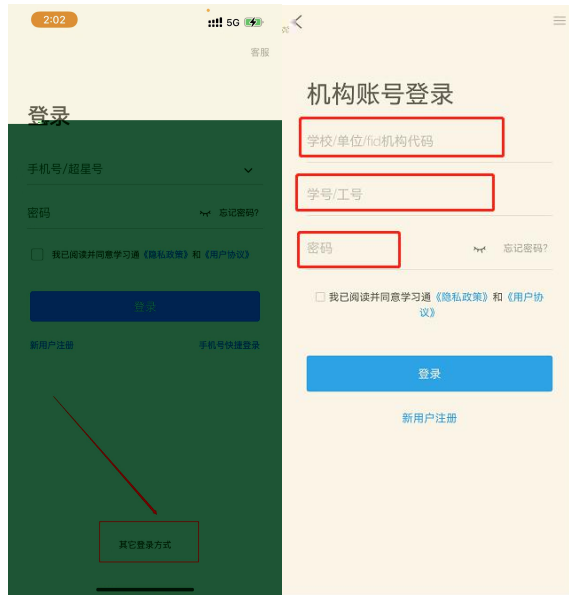 2:02
5G
客服
登录
手机号/超星号
密码
忘记密码?
我已阅读并同意学习通《隐私政策》和《用户协议》
登录
新用户注册
手机号快捷登录
其它登录方式
机构账号登录
学校/单位/fid机构代码
学号/工号
密码
忘记密码?
我已阅读并同意学习通《隐私政策》和《用户协
议》
登录
新用户注册